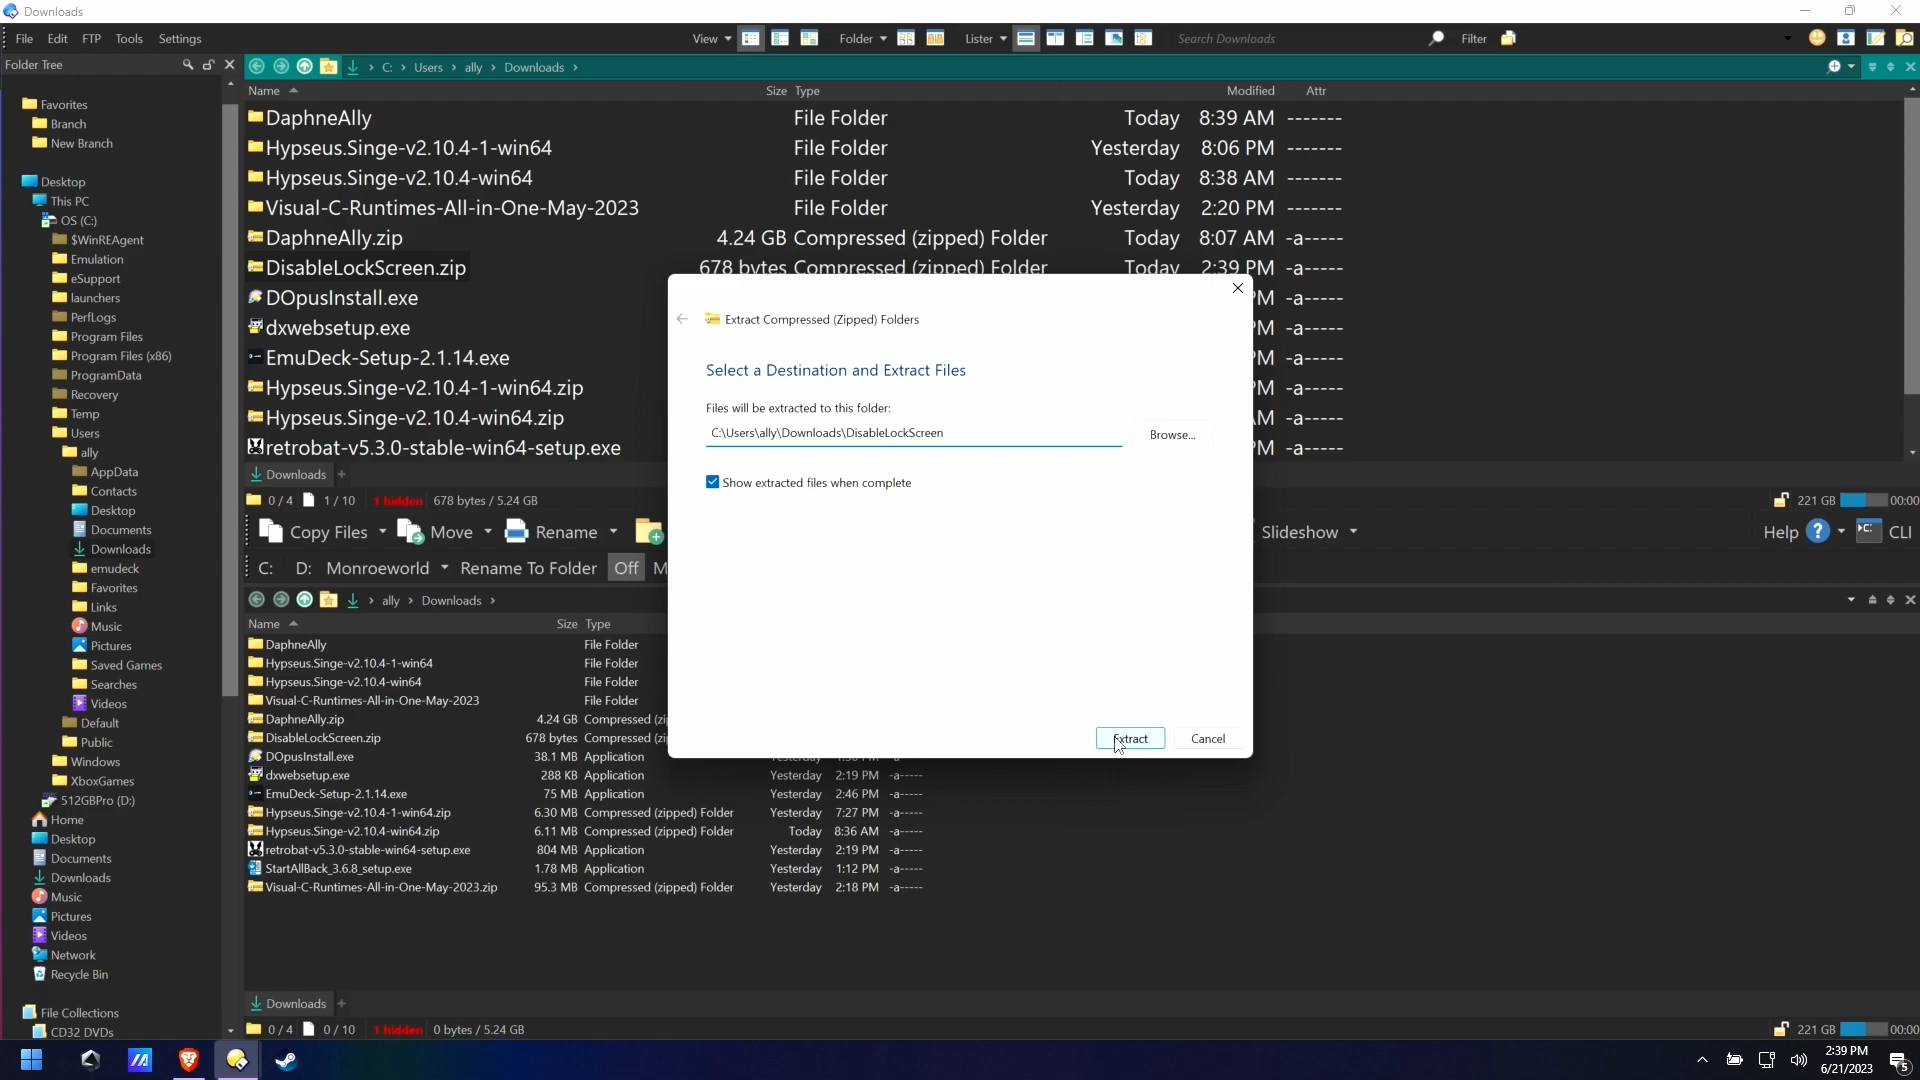 Downloads
File Edit FTP Tools Settings
View Folder Lister Search Downloads Filter
Folder Tree
C: > Users > ally > Downloads >
Favorites
Branch
New Branch
Desktop
This PC
OS (C:)
$WinREAgent
Emulation
eSupport
launchers
PerfLogs
Program Files
Program Files (x86)
ProgramData
Recovery
Temp
Users
ally
AppData
Contacts
Desktop
Documents
Downloads
emudeck
Favorites
Links
Music
Pictures
Saved Games
Searches
Videos
Default
Public
Windows
XboxGames
512GBPro (D:)
Home
Desktop
Documents
Downloads
Music
Pictures
Videos
Network
Recycle Bin
File Collections
CD32 DVDs
Name Size Type Modified Attr
DaphneAlly File Folder Today 8:39 AM -------
Hypseus.Singe-v2.10.4-1-win64 File Folder Yesterday 8:06 PM -------
Hypseus.Singe-v2.10.4-win64 File Folder Today 8:38 AM -------
Visual-C-Runtimes-All-in-One-May-2023 File Folder Yesterday 2:20 PM -------
DaphneAlly.zip 4.24 GB Compressed (zipped) Folder Today 8:07 AM -a-----
DisableLockScreen.zip 678 bytes Compressed (zipped) Folder Today 2:39 PM -a-----
DOpusInstall.exe PM -a-----
dxwebsetup.exe PM -a-----
EmuDeck-Setup-2.1.14.exe PM -a-----
Hypseus.Singe-v2.10.4-1-win64.zip PM -a-----
Hypseus.Singe-v2.10.4-win64.zip AM -a-----
retrobat-v5.3.0-stable-win64-setup.exe PM -a-----
Downloads +
0 / 4 1 / 10 1 hidden 678 bytes / 5.24 GB 221 GB 00:00
Copy Files Move Rename Slideshow Help CLI
C: D: Monroeworld Rename To Folder Off M
ally > Downloads >
Name Size Type
DaphneAlly File Folder
Hypseus.Singe-v2.10.4-1-win64 File Folder
Hypseus.Singe-v2.10.4-win64 File Folder
Visual-C-Runtimes-All-in-One-May-2023 File Folder
DaphneAlly.zip 4.24 GB Compressed (zi
DisableLockScreen.zip 678 bytes Compressed (zi
DOpusInstall.exe 38.1 MB Application
dxwebsetup.exe 288 KB Application Yesterday 2:19 PM -a-----
EmuDeck-Setup-2.1.14.exe 75 MB Application Yesterday 2:46 PM -a-----
Hypseus.Singe-v2.10.4-1-win64.zip 6.30 MB Compressed (zipped) Folder Yesterday 7:27 PM -a-----
Hypseus.Singe-v2.10.4-win64.zip 6.11 MB Compressed (zipped) Folder Today 8:36 AM -a-----
retrobat-v5.3.0-stable-win64-setup.exe 804 MB Application Yesterday 2:19 PM -a-----
StartAllBack_3.6.8_setup.exe 1.78 MB Application Yesterday 1:12 PM -a-----
Visual-C-Runtimes-All-in-One-May-2023.zip 95.3 MB Compressed (zipped) Folder Yesterday 2:18 PM -a-----
Downloads +
0 / 4 0 / 10 1 hidden 0 bytes / 5.24 GB 221 GB 00:00
Extract Compressed (Zipped) Folders
Select a Destination and Extract Files
Files will be extracted to this folder:
C:\Users\ally\Downloads\DisableLockScreen
Browse...
Show extracted files when complete
Extract Cancel
2:39 PM
6/21/2023
5